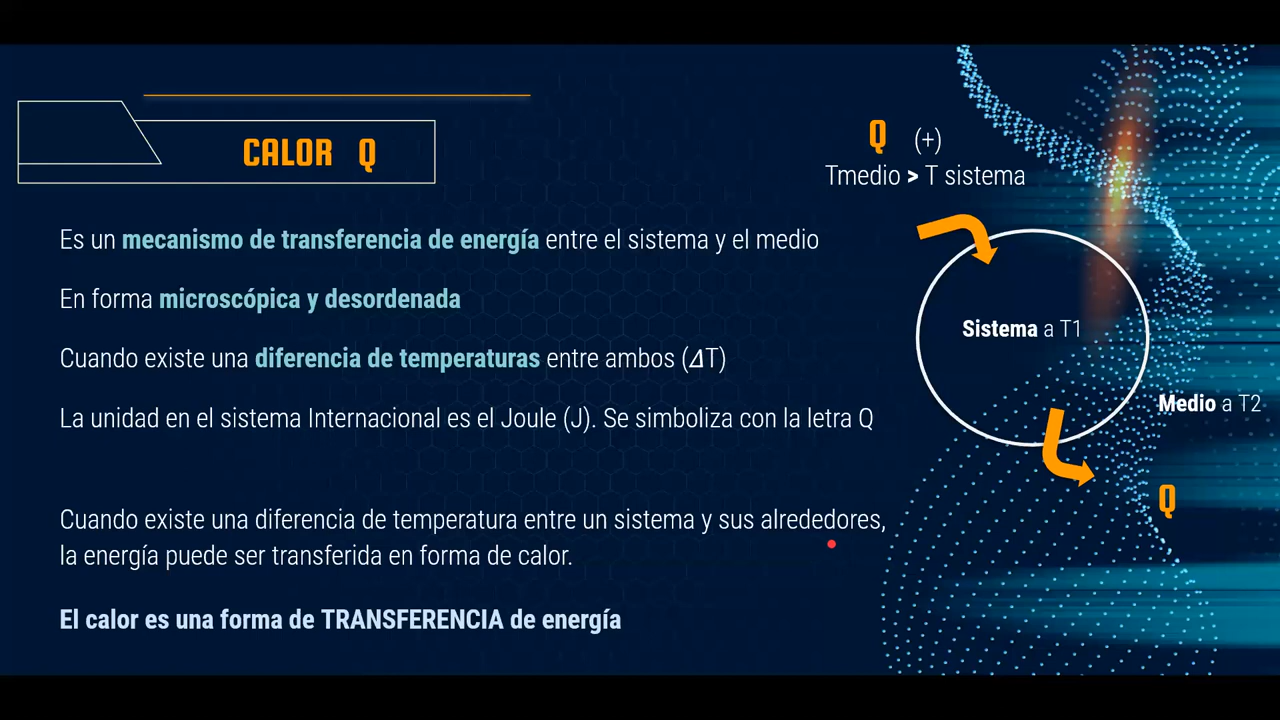 CALOR Q
Q (+)
Tmedio > T sistema
Es un mecanismo de transferencia de energía entre el sistema y el medio
En forma microscópica y desordenada
Cuando existe una diferencia de temperaturas entre ambos (ΔT)
La unidad en el sistema Internacional es el Joule (J). Se simboliza con la letra Q
Sistema a T1
Medio a T2
Q
Cuando existe una diferencia de temperatura entre un sistema y sus alrededores,
la energía puede ser transferida en forma de calor.
El calor es una forma de TRANSFERENCIA de energía